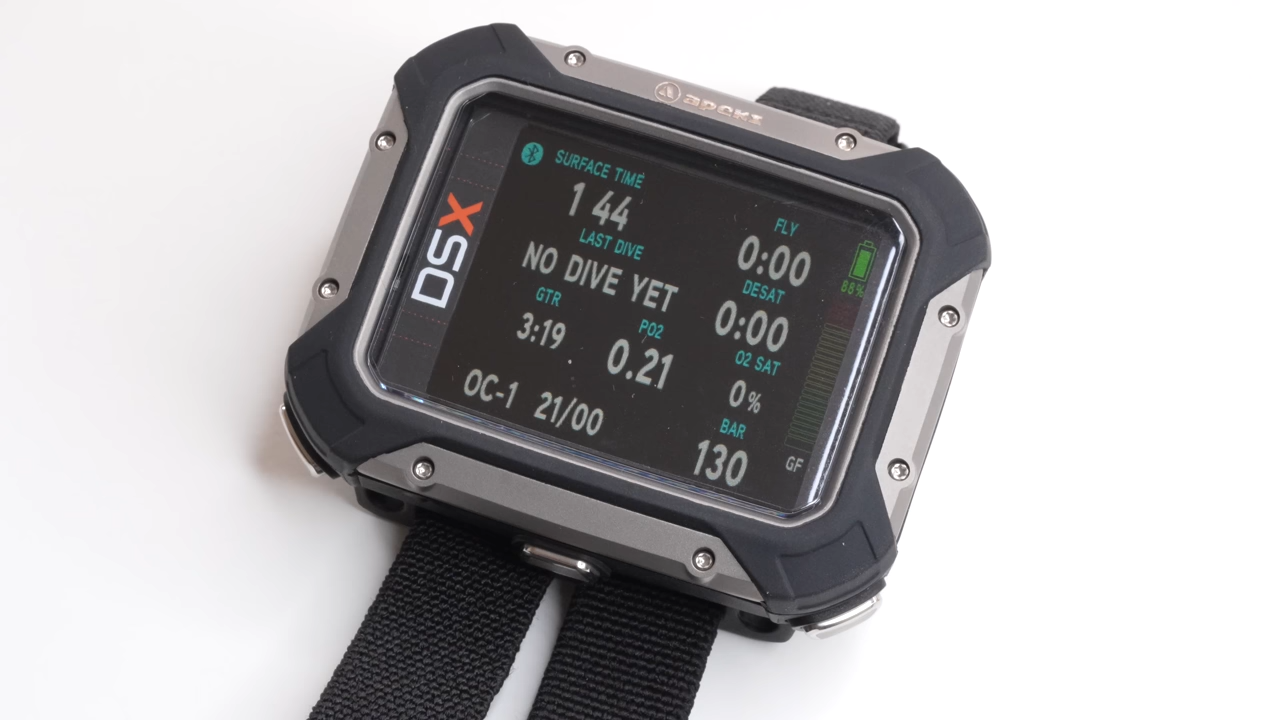 apeks
DSX
SURFACE TIME
1 44
LAST DIVE
NO DIVE YET
GTR
3:19
PO2
0.21
OC-1 21/00
FLY
0:00
DESAT
0:00
O2 SAT
0%
BAR
130
88%
GF